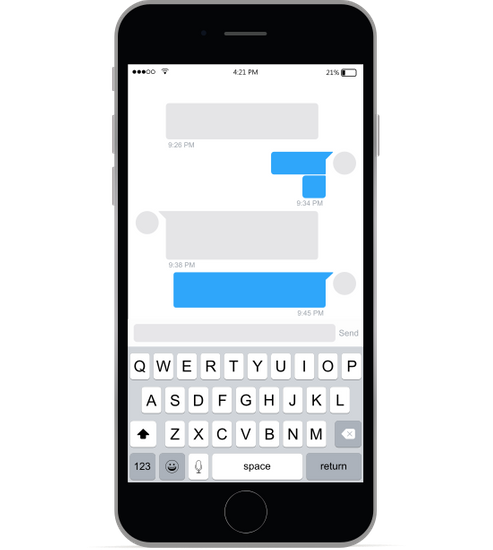 4:21 PM 21%
9:26 PM
9:34 PM
9:38 PM
9:45 PM
Send
Q W E R T Y U I O P
A S D F G H J K L
Z X C V B N M
123 space return